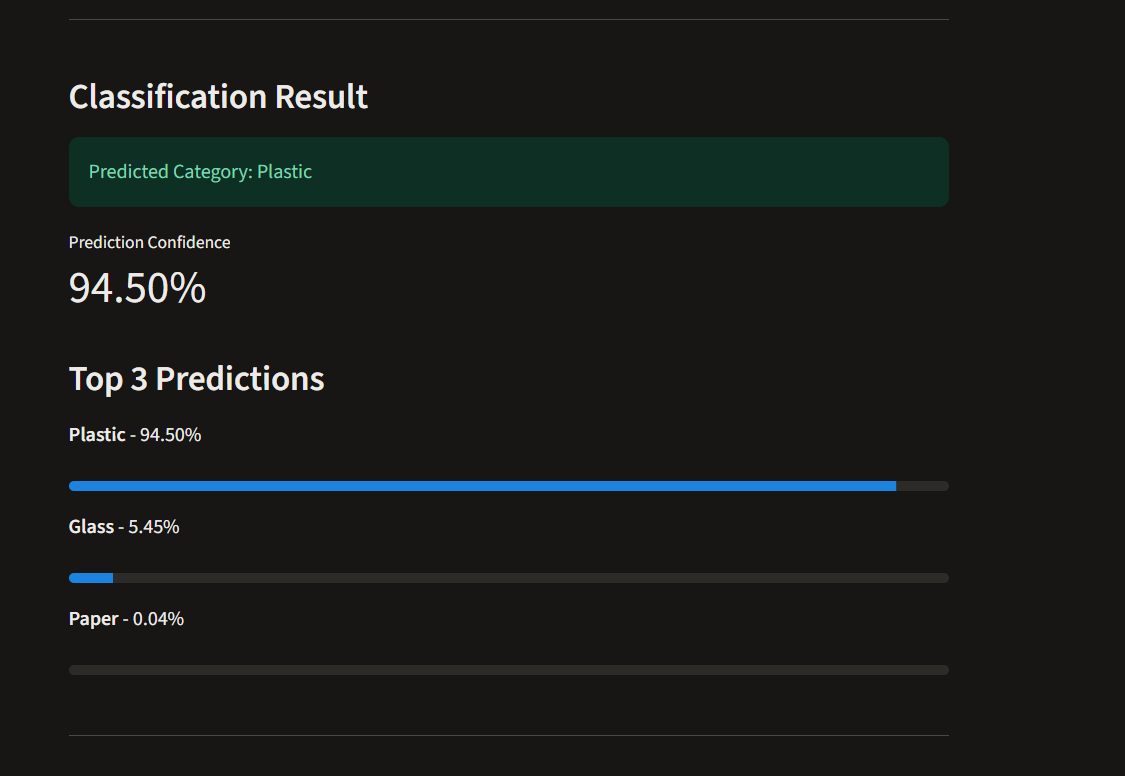 Classification Result
Predicted Category: Plastic
Prediction Confidence
94.50%
Top 3 Predictions
Plastic - 94.50%
Glass - 5.45%
Paper - 0.04%